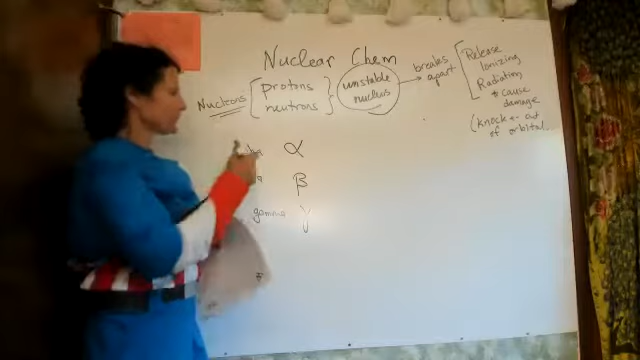 Nuclear Chem
Nucleons
protons
neutrons
unstable
nucleus
breaks
apart
Release
Ionizing
Radiation
* cause
damage
(knock e- out
of orbital...
α
β
gamma γ